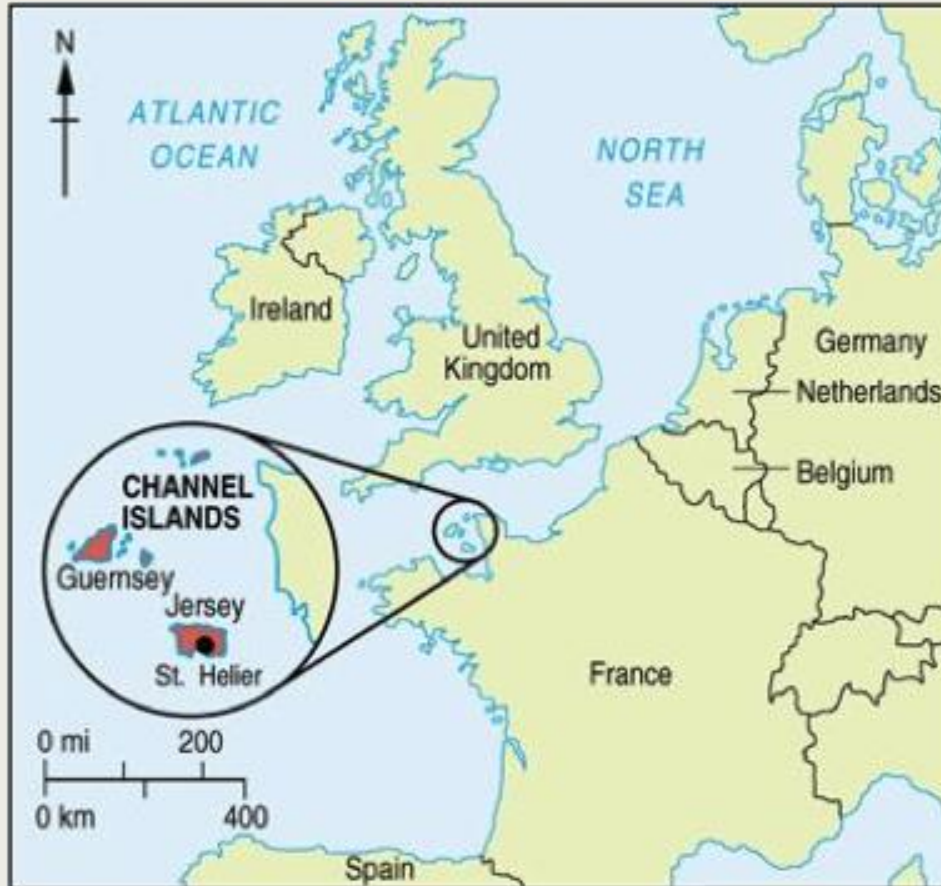 N
ATLANTIC
OCEAN
NORTH
SEA
Ireland
United
Kingdom
Germany
Netherlands
Belgium
CHANNEL
ISLANDS
Guernsey
Jersey
St. Helier
France
0 mi 200
0 km 400
Spain